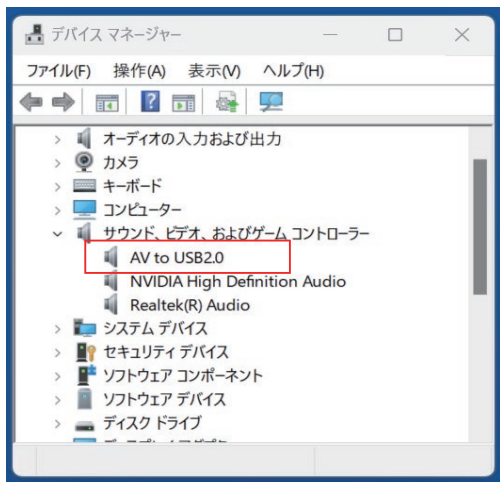 デバイス マネージャー
ファイル(F) 操作(A) 表示(V) ヘルプ(H)
オーディオの入力および出力
カメラ
キーボード
コンピューター
サウンド、ビデオ、およびゲーム コントローラー
AV to USB2.0
NVIDIA High Definition Audio
Realtek(R) Audio
システム デバイス
セキュリティ デバイス
ソフトウェア コンポーネント
ソフトウェア デバイス
ディスク ドライブ